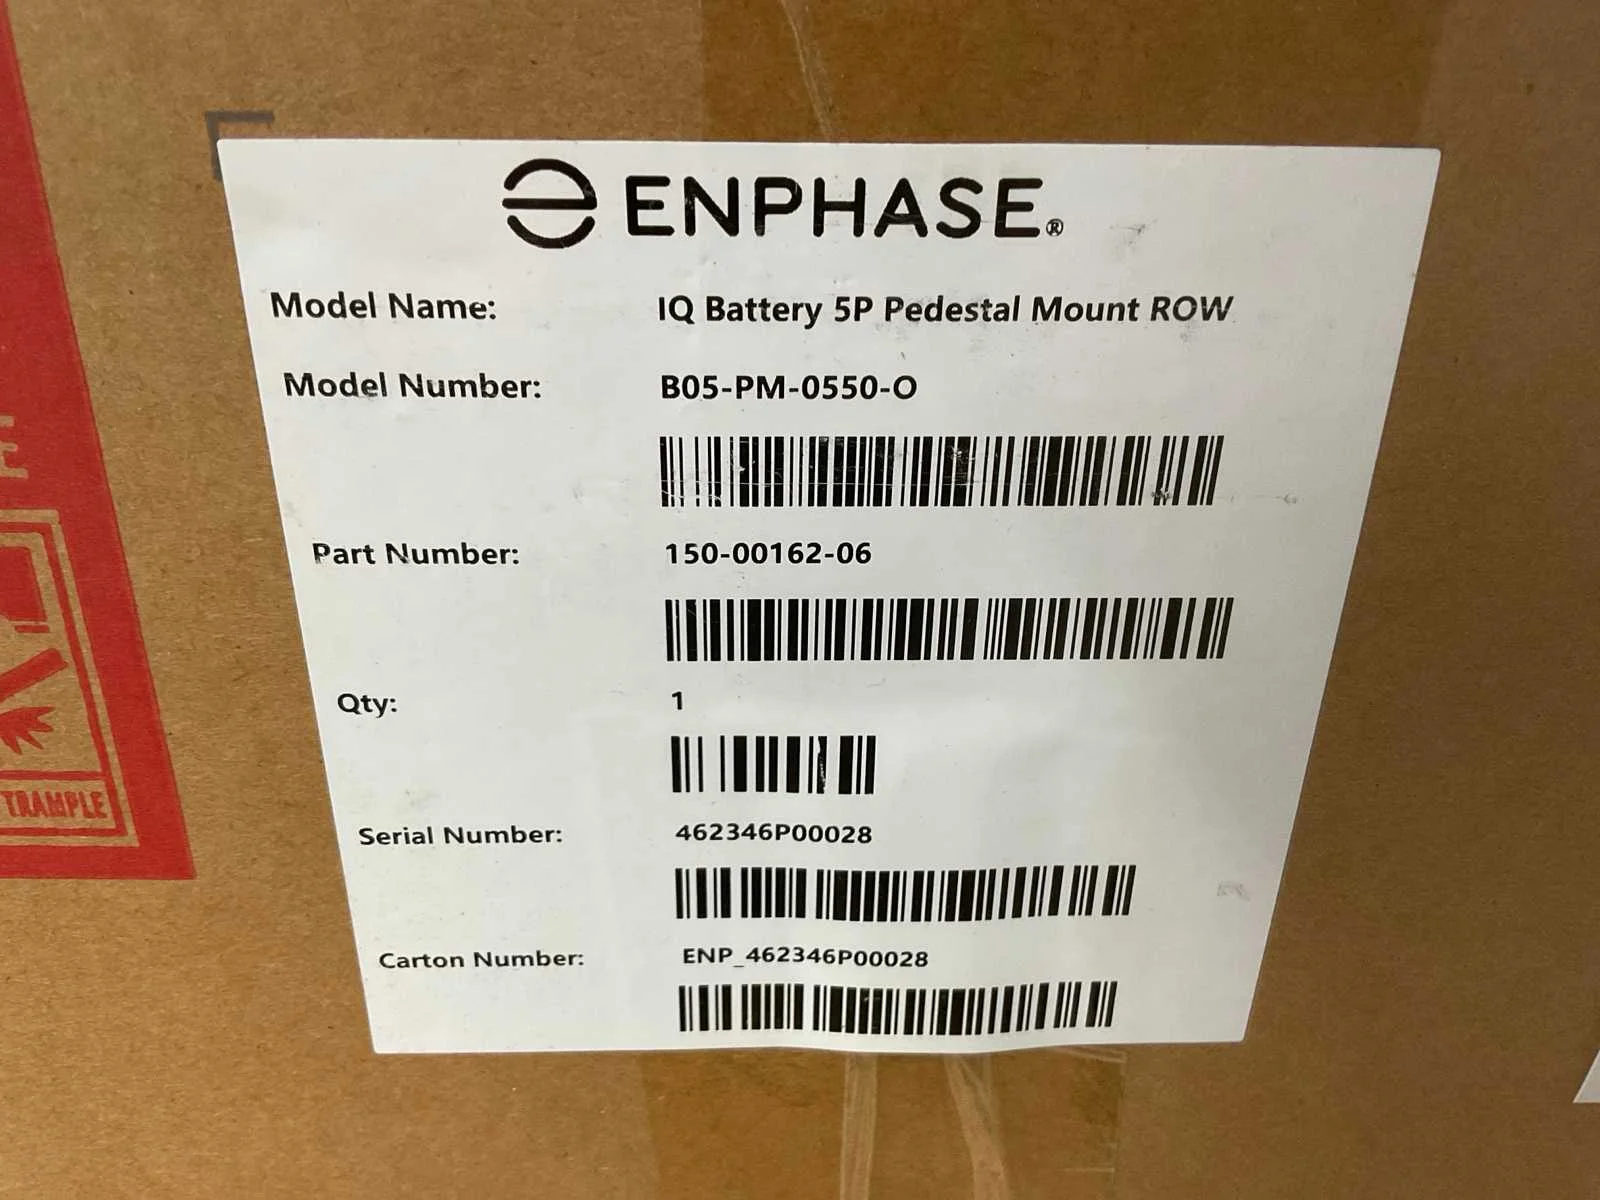 ENPHASE®
Model Name: IQ Battery 5P Pedestal Mount ROW
Model Number: B05-PM-0550-O
Part Number: 150-00162-06
Qty: 1
Serial Number: 462346P00028
Carton Number: ENP_462346P00028
TRAMPLE